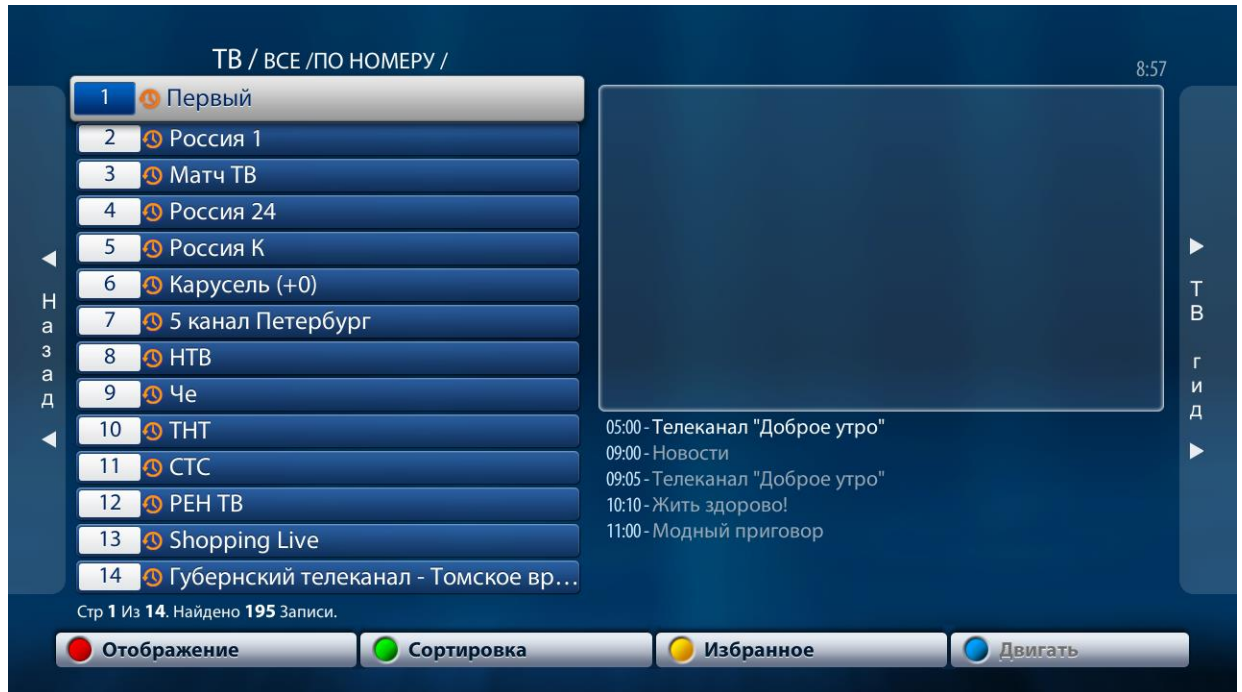 ТВ / ВСЕ /ПО НОМЕРУ /
8:57
1 Первый
2 Россия 1
3 Матч ТВ
4 Россия 24
5 Россия К
6 Карусель (+0)
7 5 канал Петербург
8 НТВ
9 Че
10 ТНТ
11 СТС
12 РЕН ТВ
13 Shopping Live
14 Губернский телеканал - Томское вр...
Назад
05:00 - Телеканал "Доброе утро"
09:00 - Новости
09:05 - Телеканал "Доброе утро"
10:10 - Жить здорово!
11:00 - Модный приговор
ТВ гид
Стр 1 Из 14. Найдено 195 Записи.
Отображение
Сортировка
Избранное
Двигать